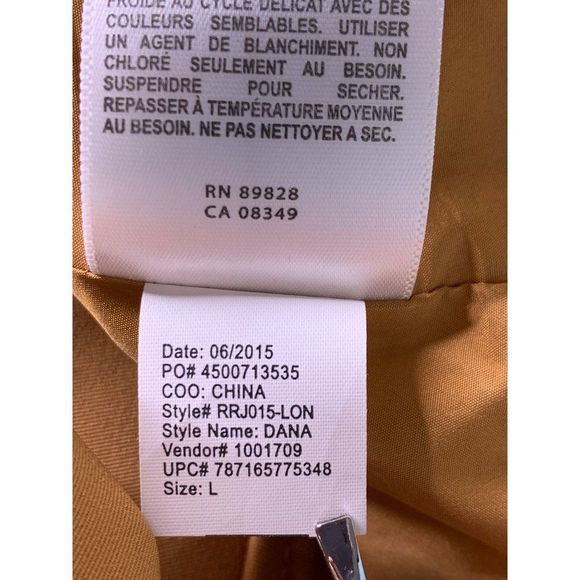 FROIDE AU CYCLE DÉLICAT AVEC DES
COULEURS SEMBLABLES. UTILISER
UN AGENT DE BLANCHIMENT. NON
CHLORÉ SEULEMENT AU BESOIN.
SUSPENDRE POUR SECHER.
REPASSER À TEMPÉRATURE MOYENNE
AU BESOIN. NE PAS NETTOYER A SEC.
RN 89828
CA 08349
Date: 06/2015
PO# 4500713535
COO: CHINA
Style# RRJ015-LON
Style Name: DANA
Vendor# 1001709
UPC# 787165775348
Size: L